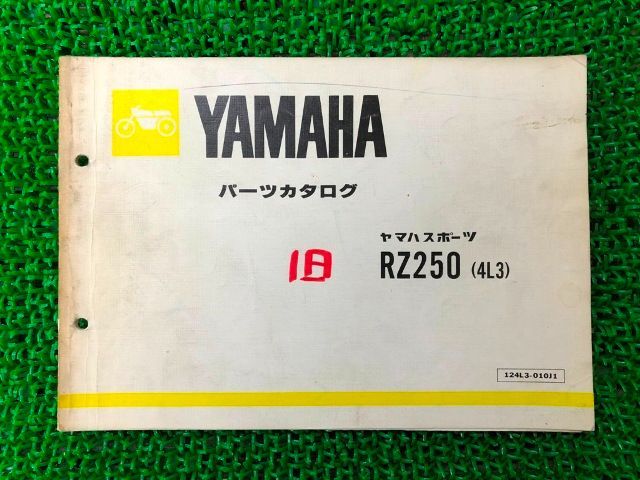 YAMAHA
パーツカタログ
ヤマハスポーツ
旧
RZ250 (4L3)
124L3-010J1